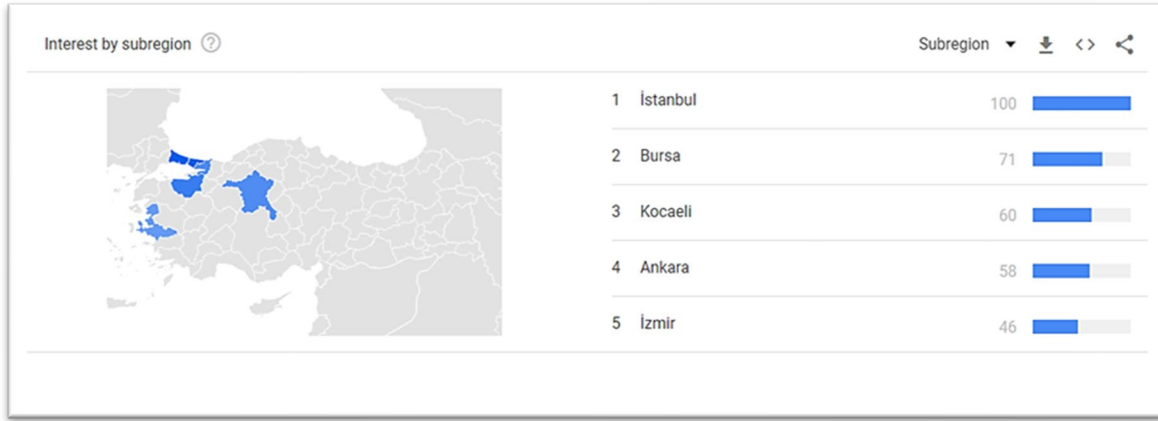 Interest by subregion ?
Subregion
1 İstanbul 100
2 Bursa 71
3 Kocaeli 60
4 Ankara 58
5 İzmir 46